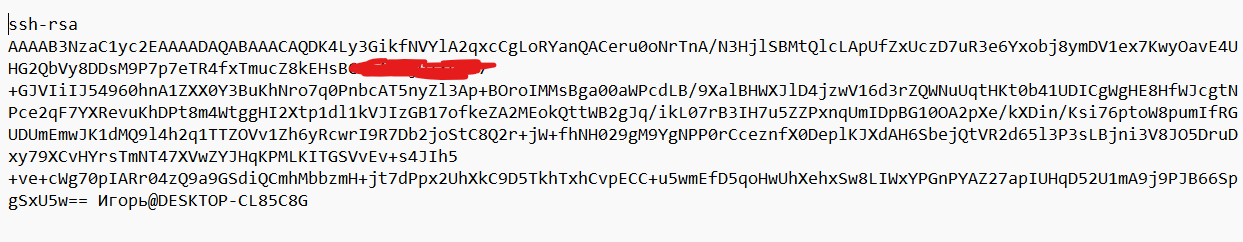 ssh-rsa
AAAAB3NzaC1yc2EAAAADAQABAAACAQDK4Ly3GikfNVYlA2qxcCgLoRYanQACeru0oNrTnA/N3HjlSBMtQlcLApUfZxUczD7uR3e6Yxobj8ymDV1ex7KwyOavE4U
HG2QbVy8DDsM9P7p7eTR4fxTmucZ8kEHsB
+GJVIiIJ54960hnA1ZXX0Y3BuKhNro7q0PnbcAT5nyZl3Ap+BOroIMMsBga00aWPcdLB/9XalBHWXJlD4jzwV16d3rZQWNuUqtHKt0b41UDICgWgHE8HfWJcgtN
Pce2qF7YXRevuKhDPt8m4WtggHI2Xtp1dl1kVJIzGB17ofkeZA2MEokQttWB2gJq/ikL07rB3IH7u5ZZPxnqUmIDpBG10OA2pXe/kXDin/Ksi76ptoW8pumIfRG
UDUmEmwJK1dMQ9l4h2q1TTZOVv1Zh6yRcwrI9R7Db2joStC8Q2r+jW+fhNH029gM9YgNPP0rCceznfX0DeplKJXdAH6SbejQtVR2d65l3P3sLBjni3V8JO5DruD
xy79XCvHYrsTmNT47XVwZYJHqKPMLKITGSVvEv+s4JIh5
+ve+cWg70pIARr04zQ9a9GSdiQCmhMbbzmH+jt7dPpx2UhXkC9D5TkhTxhCvpECC+u5wmEfD5qoHwUhXehxSw8LIWxYPGnPYAZ27apIUHqD52U1mA9j9PJB66Sp
gSxU5w== Игорь@DESKTOP-CL85C8G